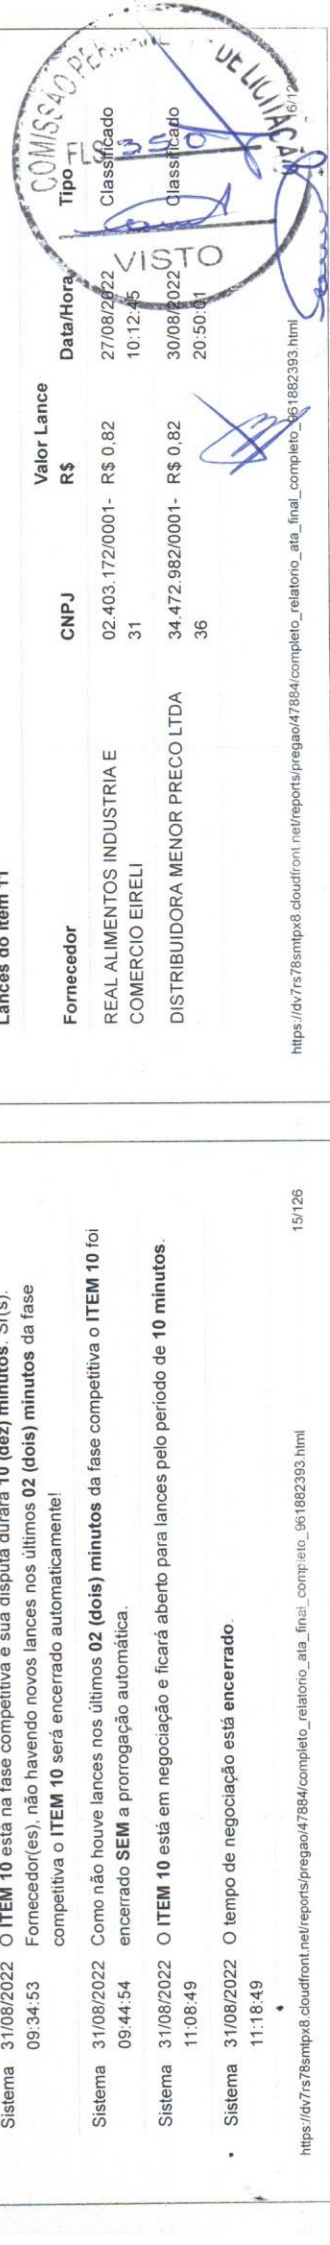 Sistema 31/08/2022 O ITEM 10 está na fase competitiva e sua disputa durará 10 (dez) minutos. Sr(s).
09:34:53 Fornecedor(es), não havendo novos lances nos últimos 02 (dois) minutos da fase
competitiva o ITEM 10 será encerrado automaticamente!
Sistema 31/08/2022 Como não houve lances nos últimos 02 (dois) minutos da fase competitiva o ITEM 10 foi
09:44:54 encerrado SEM a prorrogação automática.
Sistema 31/08/2022 O ITEM 10 está em negociação e ficará aberto para lances pelo período de 10 minutos.
11:08:49
Sistema 31/08/2022 O tempo de negociação está encerrado.
11:18:49
https://dv7rs78smtpx8.cloudfront.net/reports/pregao/47884/completo_relatorio_ata_final_completo_961882393.html 15/126
Lances do Item 11
Fornecedor CNPJ Valor Lance R$ Data/Hora Tipo
REAL ALIMENTOS INDUSTRIA E 02.403.172/0001- R$ 0,82 27/08/2022 Classificado
COMERCIO EIRELI 31 10:12:45
DISTRIBUIDORA MENOR PRECO LTDA 34.472.982/0001- R$ 0,82 30/08/2022 Classificado
36 20:50:01
https://dv7rs78smtpx8.cloudfront.net/reports/pregao/47884/completo_relatorio_ata_final_completo_961882393.html 16/126
COMISSÃO DE LICITAÇÃO
FLS 350
VISTO